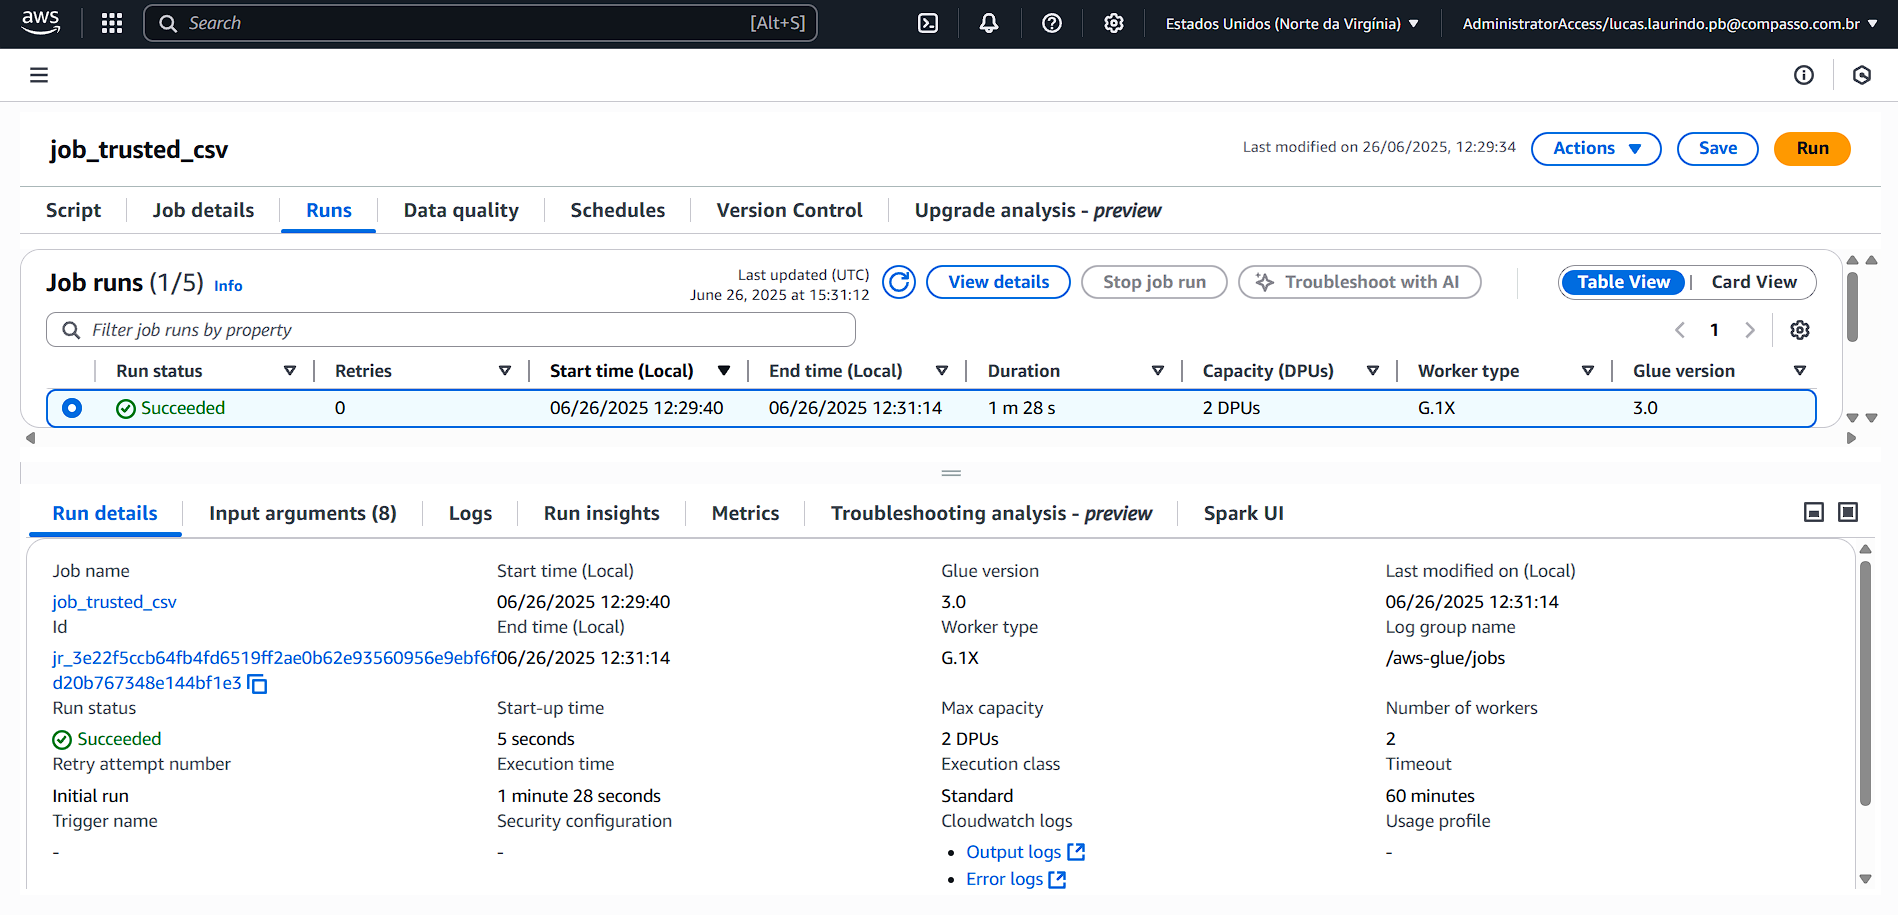 aws
Search [Alt+S]
Estados Unidos (Norte da Virgínia)
AdministratorAccess/lucas.laurindo.pb@compasso.com.br
job_trusted_csv
Last modified on 26/06/2025, 12:29:34
Actions
Save
Run
Script
Job details
Runs
Data quality
Schedules
Version Control
Upgrade analysis - preview
Job runs (1/5) Info
Last updated (UTC)
June 26, 2025 at 15:31:12
View details
Stop job run
Troubleshoot with AI
Table View | Card View
Filter job runs by property
1
Run status Retries Start time (Local) End time (Local) Duration Capacity (DPUs) Worker type Glue version
Succeeded 0 06/26/2025 12:29:40 06/26/2025 12:31:14 1 m 28 s 2 DPUs G.1X 3.0
Run details
Input arguments (8)
Logs
Run insights
Metrics
Troubleshooting analysis - preview
Spark UI
Job name Start time (Local) Glue version Last modified on (Local)
job_trusted_csv 06/26/2025 12:29:40 3.0 06/26/2025 12:31:14
Id End time (Local) Worker type Log group name
jr_3e22f5ccb64fb4fd6519ff2ae0b62e93560956e9ebf6f 06/26/2025 12:31:14 G.1X /aws-glue/jobs
d20b767348e144bf1e3
Run status Start-up time Max capacity Number of workers
Succeeded 5 seconds 2 DPUs 2
Retry attempt number Execution time Execution class Timeout
Initial run 1 minute 28 seconds Standard 60 minutes
Trigger name Security configuration Cloudwatch logs Usage profile
- - • Output logs -
• Error logs